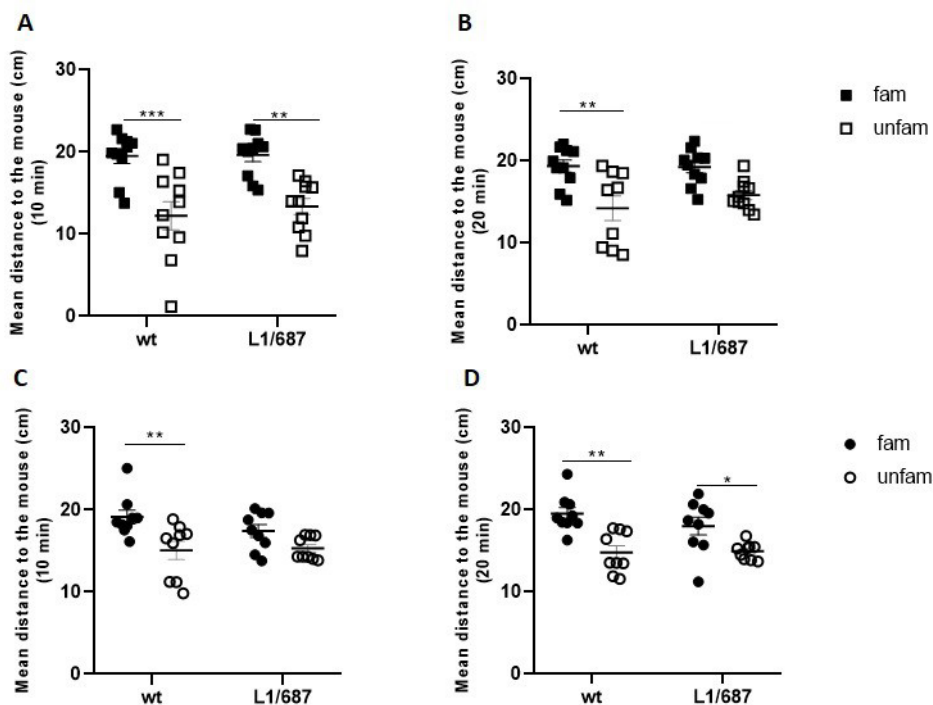 A
Mean distance to the mouse (cm)
(10 min)
30
20
10
0
***
**
wt
L1/687
B
Mean distance to the mouse (cm)
(20 min)
30
20
10
0
**
wt
L1/687
fam
unfam
C
Mean distance to the mouse (cm)
(10 min)
30
20
10
0
**
wt
L1/687
D
Mean distance to the mouse (cm)
(20 min)
30
20
10
0
**
*
wt
L1/687
fam
unfam